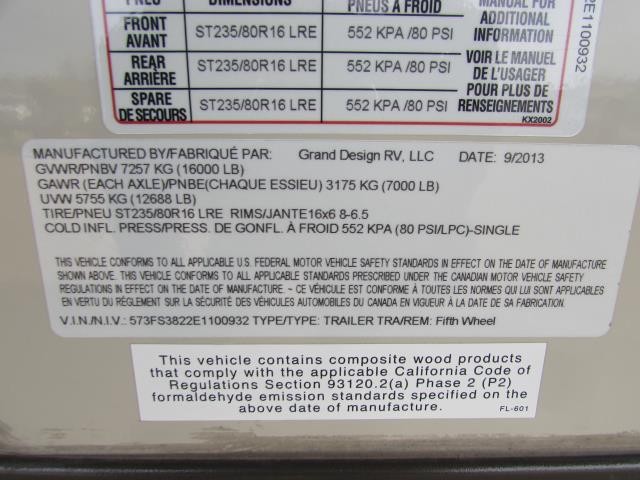 PNEU DIMENSIONS PNEUS À FROID MANUAL FOR
FRONT
AVANT ST235/80R16 LRE 552 KPA /80 PSI
ADDITIONAL
INFORMATION
REAR
ARRIÈRE ST235/80R16 LRE 552 KPA /80 PSI
VOIR LE MANUEL
DE L'USAGER
POUR PLUS DE
RENSEIGNEMENTS
SPARE
DE SECOURS ST235/80R16 LRE 552 KPA /80 PSI
KX2002
E1100932
MANUFACTURED BY/FABRIQUÉ PAR: Grand Design RV, LLC DATE: 9/2013
GVWR/PNBV 7257 KG (16000 LB)
GAWR (EACH AXLE)/PNBE(CHAQUE ESSIEU) 3175 KG (7000 LB)
UVW 5755 KG (12688 LB)
TIRE/PNEU ST235/80R16 LRE RIMS/JANTE16x6 8-6.5
COLD INFL. PRESS/PRESS. DE GONFL. À FROID 552 KPA (80 PSI/LPC)-SINGLE
THIS VEHICLE CONFORMS TO ALL APPLICABLE U.S. FEDERAL MOTOR VEHICLE SAFETY STANDARDS IN EFFECT ON THE DATE OF MANUFACTURE
SHOWN ABOVE. THIS VEHICLE CONFORMS TO ALL APPLICABLE STANDARDS PRESCRIBED UNDER THE CANADIAN MOTOR VEHICLE SAFETY
REGULATIONS IN EFFECT ON THE DATE OF MANUFACTURE. - CE VÉHICULE EST CONFORME À TOUTES LES NORMES QUI LUI SONT APPLICABLES
EN VERTU DU RÈGLEMENT SUR LA SÉCURITÉ DES VÉHICULES AUTOMOBILES DU CANADA EN VIGUEUR À LA DATE DE SA FABRICATION.
V.I.N./N.I.V.: 573FS3822E1100932 TYPE/TYPE: TRAILER TRA/REM: Fifth Wheel
This vehicle contains composite wood products
that comply with the applicable California Code of
Regulations Section 93120.2(a) Phase 2 (P2)
formaldehyde emission standards specified on the
above date of manufacture.
FL-601